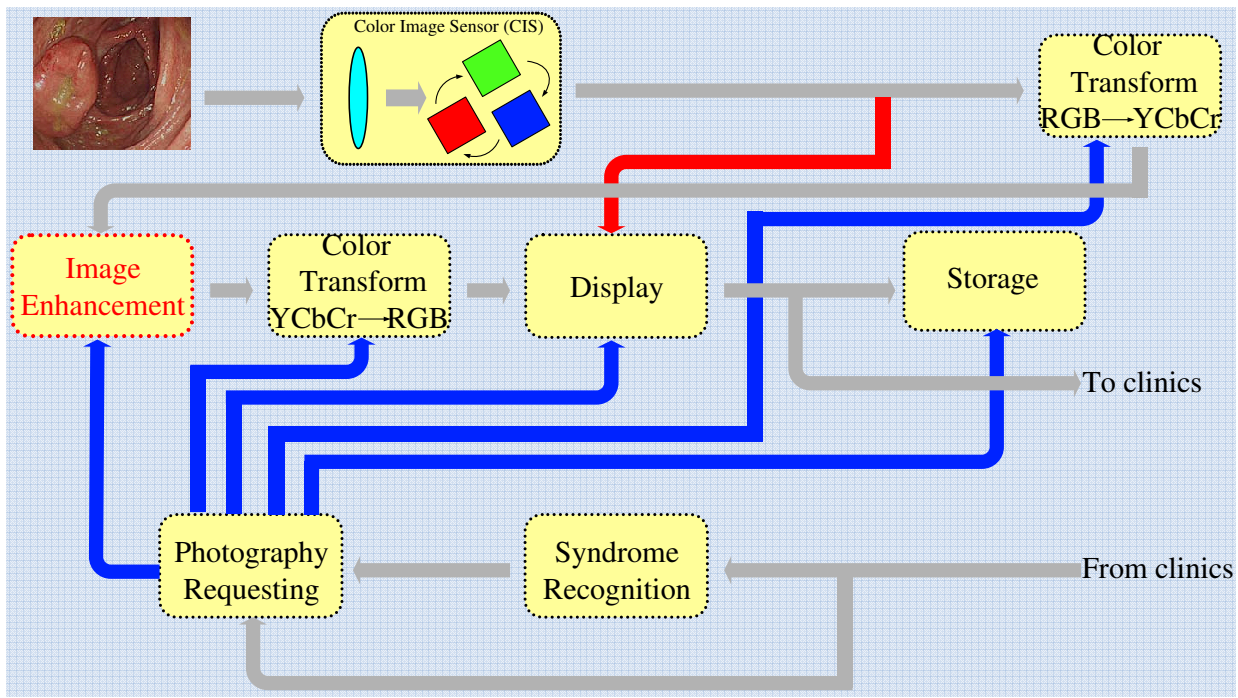 Color Image Sensor (CIS)
Color
Transform
RGB→YCbCr
Image
Enhancement
Color
Transform
YCbCr→RGB
Display
Storage
To clinics
Photography
Requesting
Syndrome
Recognition
From clinics